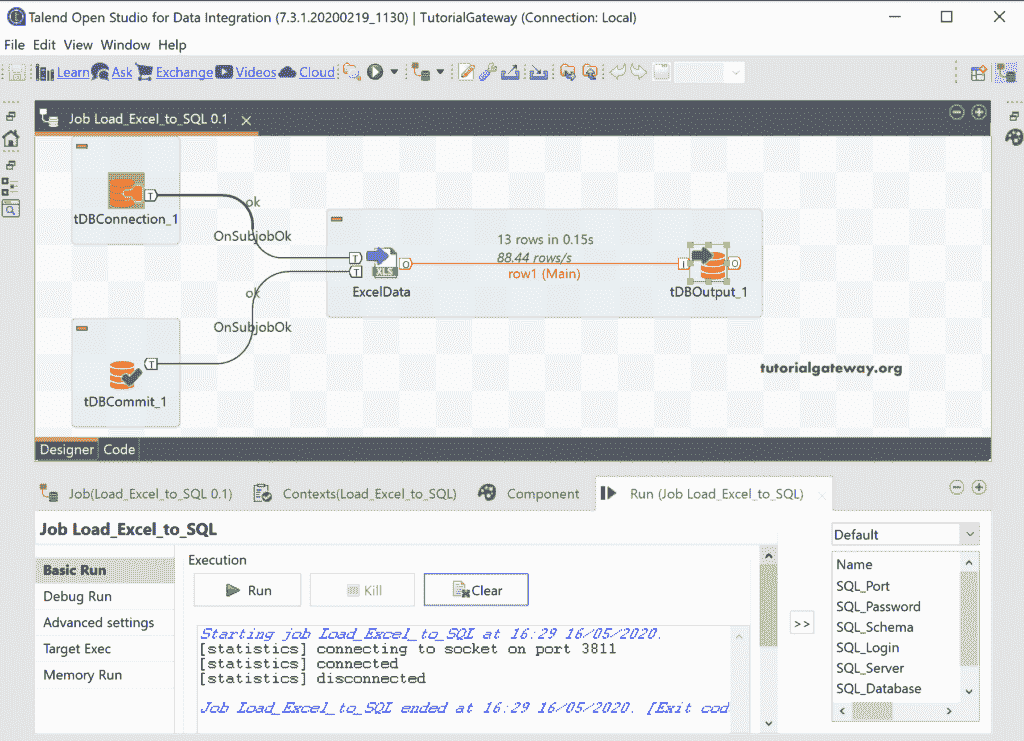 Talend Open Studio for Data Integration (7.3.1.20200219_1130) | TutorialGateway (Connection: Local)
File Edit View Window Help
Learn Ask Exchange Videos Cloud
Job Load_Excel_to_SQL 0.1
T
tDBConnection_1
ok
OnSubjobOk
13 rows in 0.15s
88.44 rows/s
row1 (Main)
T
T
XLS
O
I
O
ExcelData
tDBOutput_1
ok
OnSubjobOk
T
tDBCommit_1
tutorialgateway.org
Designer Code
Job(Load_Excel_to_SQL 0.1) Contexts(Load_Excel_to_SQL) Component Run (Job Load_Excel_to_SQL)
Job Load_Excel_to_SQL
Basic Run
Debug Run
Advanced settings
Target Exec
Memory Run
Execution
Run Kill Clear
Starting job Load_Excel_to_SQL at 16:29 16/05/2020.
[statistics] connecting to socket on port 3811
[statistics] connected
[statistics] disconnected
Job Load_Excel_to_SQL ended at 16:29 16/05/2020. [Exit cod
>>
Default
Name
SQL_Port
SQL_Password
SQL_Schema
SQL_Login
SQL_Server
SQL_Database